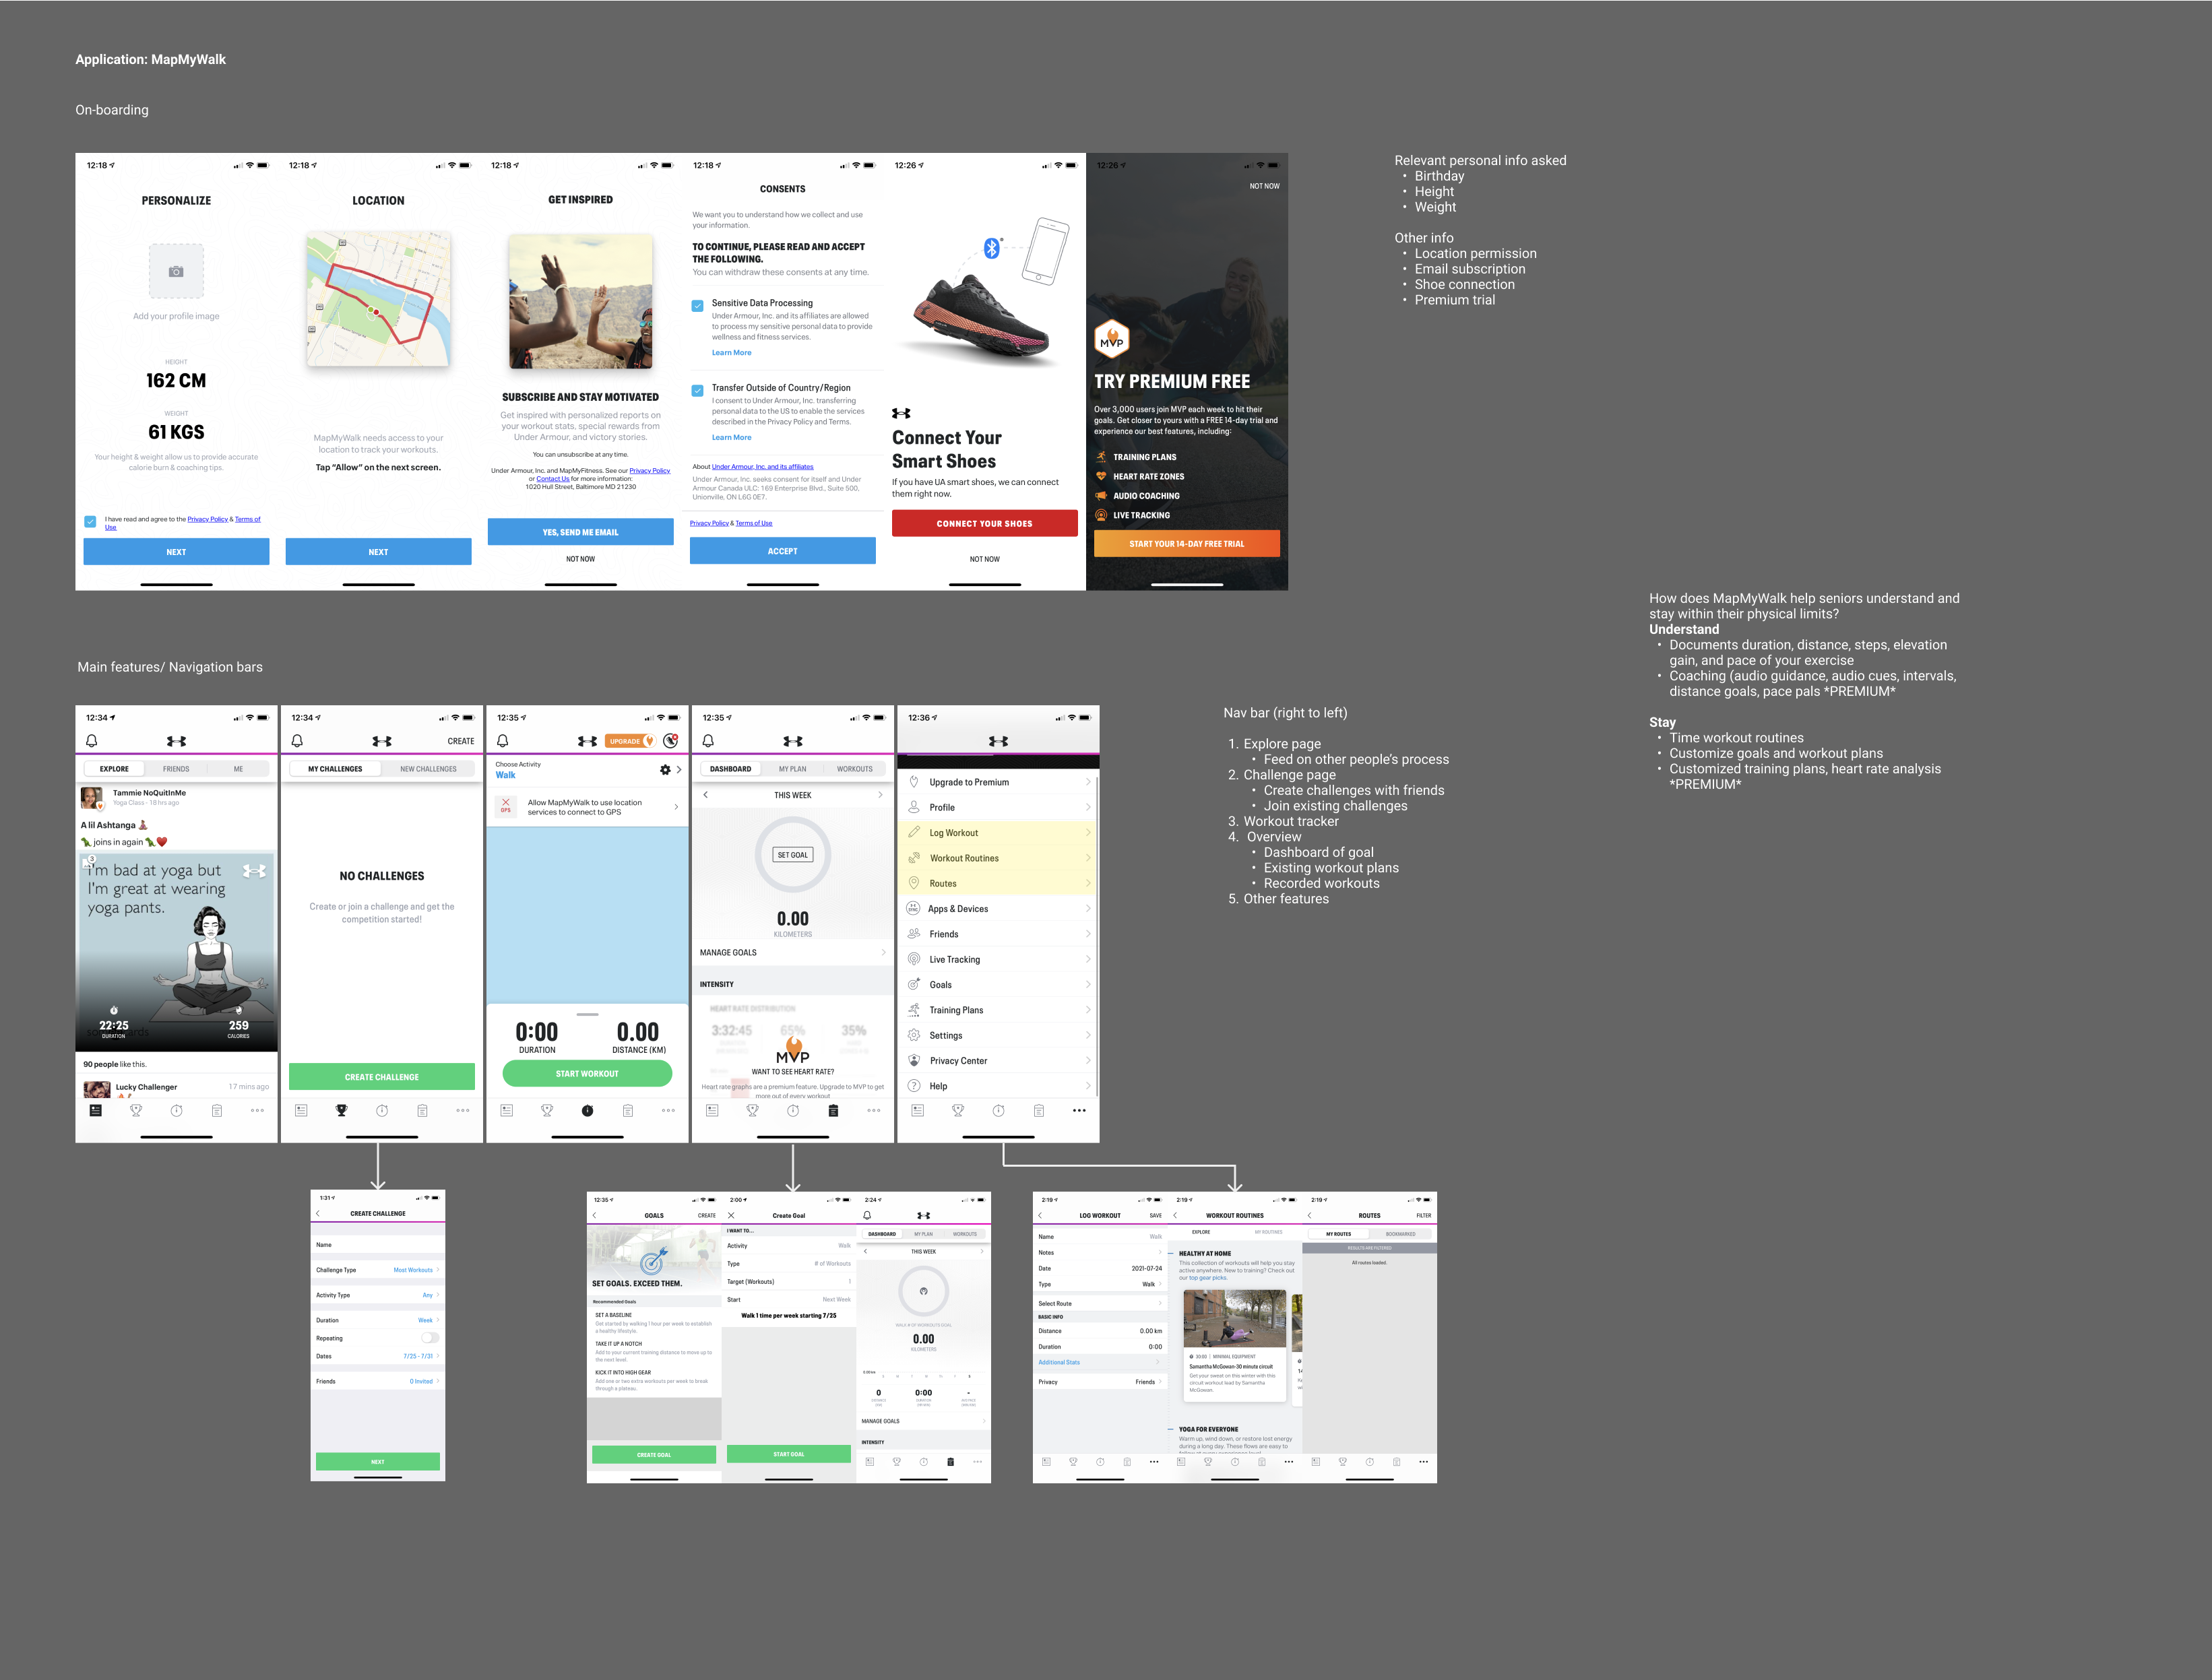 Application: MapMyWalk
On-boarding
12:18
PERSONALIZE
Add your profile image
HEIGHT
162 CM
WEIGHT
61 KGS
Your height & weight allow us to provide accurate
calorie burn & coaching tips.
I have read and agree to the Privacy Policy & Terms of
Use
NEXT
12:18
LOCATION
MapMyWalk needs access to your
location to track your workouts.
Tap "Allow" on the next screen.
NEXT
12:18
GET INSPIRED
SUBSCRIBE AND STAY MOTIVATED
Get inspired with personalized reports on
your workout stats, special rewards from
Under Armour, and victory stories.
You can unsubscribe at any time.
Under Armour, Inc. and MapMyFitness. See our Privacy Policy
or Contact Us for more information:
1020 Hull Street, Baltimore MD 21230
YES, SEND ME EMAIL
NOT NOW
12:18
CONSENTS
We want you to understand how we collect and use
your information.
TO CONTINUE, PLEASE READ AND ACCEPT
THE FOLLOWING.
You can withdraw these consents at any time.
Sensitive Data Processing
Under Armour, Inc. and its affiliates are allowed
to process my sensitive personal data to provide
wellness and fitness services.
Learn More
Transfer Outside of Country/Region
I consent to Under Armour, Inc. transferring
personal data to the US to enable the services
described in the Privacy Policy and Terms.
Learn More
About Under Armour, Inc. and its affiliates
Under Armour, Inc. seeks consent for itself and Under
Armour Canada ULC: 169 Enterprise Blvd., Suite 500,
Unionville, ON L6G 0E7.
Privacy Policy & Terms of Use
ACCEPT
12:26
Connect Your
Smart Shoes
If you have UA smart shoes, we can connect
them right now.
CONNECT YOUR SHOES
NOT NOW
12:26
NOT NOW
MVP
TRY PREMIUM FREE
Over 3,000 users join MVP each week to hit their
goals. Get closer to yours with a FREE 14-day trial and
experience our best features, including:
TRAINING PLANS
HEART RATE ZONES
AUDIO COACHING
LIVE TRACKING
START YOUR 14-DAY FREE TRIAL
Relevant personal info asked
• Birthday
• Height
• Weight
Other info
• Location permission
• Email subscription
• Shoe connection
• Premium trial
How does MapMyWalk help seniors understand and
stay within their physical limits?
Understand
• Documents duration, distance, steps, elevation
gain, and pace of your exercise
• Coaching (audio guidance, audio cues, intervals,
distance goals, pace pals *PREMIUM*
Stay
• Time workout routines
• Customize goals and workout plans
• Customized training plans, heart rate analysis
*PREMIUM*
Main features/ Navigation bars
12:34
EXPLORE FRIENDS ME
Tammie NoQuitInMe
Yoga Class - 18 hrs ago
A lil Ashtanga
joins in again
3
I'm bad at yoga but
I'm great at wearing
yoga pants.
22:25
DURATION
259
CALORIES
90 people like this.
Lucky Challenger 17 mins ago
12:34
CREATE
MY CHALLENGES NEW CHALLENGES
NO CHALLENGES
Create or join a challenge and get the
competition started!
CREATE CHALLENGE
12:35
UPGRADE
Choose Activity
Walk
GPS
Allow MapMyWalk to use location
services to connect to GPS
0:00 0.00
DURATION DISTANCE (KM)
START WORKOUT
12:35
DASHBOARD MY PLAN WORKOUTS
THIS WEEK
SET GOAL
0.00
KILOMETERS
MANAGE GOALS
INTENSITY
HEART RATE DISTRIBUTION
3:32:45 65% 35%
MVP
WANT TO SEE HEART RATE?
Heart rate graphs are a premium feature. Upgrade to MVP to get
more out of every workout
12:36
Upgrade to Premium
Profile
Log Workout
Workout Routines
Routes
Apps & Devices
Friends
Live Tracking
Goals
Training Plans
Settings
Privacy Center
Help
Nav bar (right to left)
1. Explore page
• Feed on other people's process
2. Challenge page
• Create challenges with friends
• Join existing challenges
3. Workout tracker
4. Overview
• Dashboard of goal
• Existing workout plans
• Recorded workouts
5. Other features
1:31
CREATE CHALLENGE
Name
Challenge Type Most Workouts
Activity Type Any
Duration Week
Repeating
Dates 7/25 - 7/31
Friends 0 Invited
NEXT
12:35
GOALS CREATE
SET GOALS. EXCEED THEM.
Recommended Goals
SET A BASELINE
Get started by walking 1 hour per week to establish
a healthy lifestyle.
TAKE IT UP A NOTCH
Add to your current training distance to move up to
the next level.
KICK IT INTO HIGH GEAR
Add one or two extra workouts per week to break
through a plateau.
CREATE GOAL
2:00
Create Goal
I WANT TO...
Activity Walk
Type # of Workouts
Target (Workouts) 1
Start Next Week
Walk 1 time per week starting 7/25
START GOAL
2:24
DASHBOARD MY PLAN WORKOUTS
THIS WEEK
WALK # OF WORKOUTS GOAL
0.00
KILOMETERS
0 0:00 -
MANAGE GOALS
INTENSITY
2:19
LOG WORKOUT SAVE
Name Walk
Notes
Date 2021-07-24
Type Walk
Select Route
BASIC INFO
Distance 0.00 km
Duration 0:00
Additional Stats
Privacy Friends
2:19
WORKOUT ROUTINES
EXPLORE MY ROUTINES
HEALTHY AT HOME
This collection of workouts will help you stay
active anywhere. New to training? Check out
our top gear picks.
30:00 | MINIMAL EQUIPMENT
Samantha McGowan-30 minute circuit
Get your sweat on this winter with this
circuit workout lead by Samantha
McGowan.
YOGA FOR EVERYONE
Warm up, wind down, or restore lost energy
during a long day. These flows are easy to
2:19
ROUTES FILTER
MY ROUTES BOOKMARKED
RESULTS ARE FILTERED
All routes loaded.